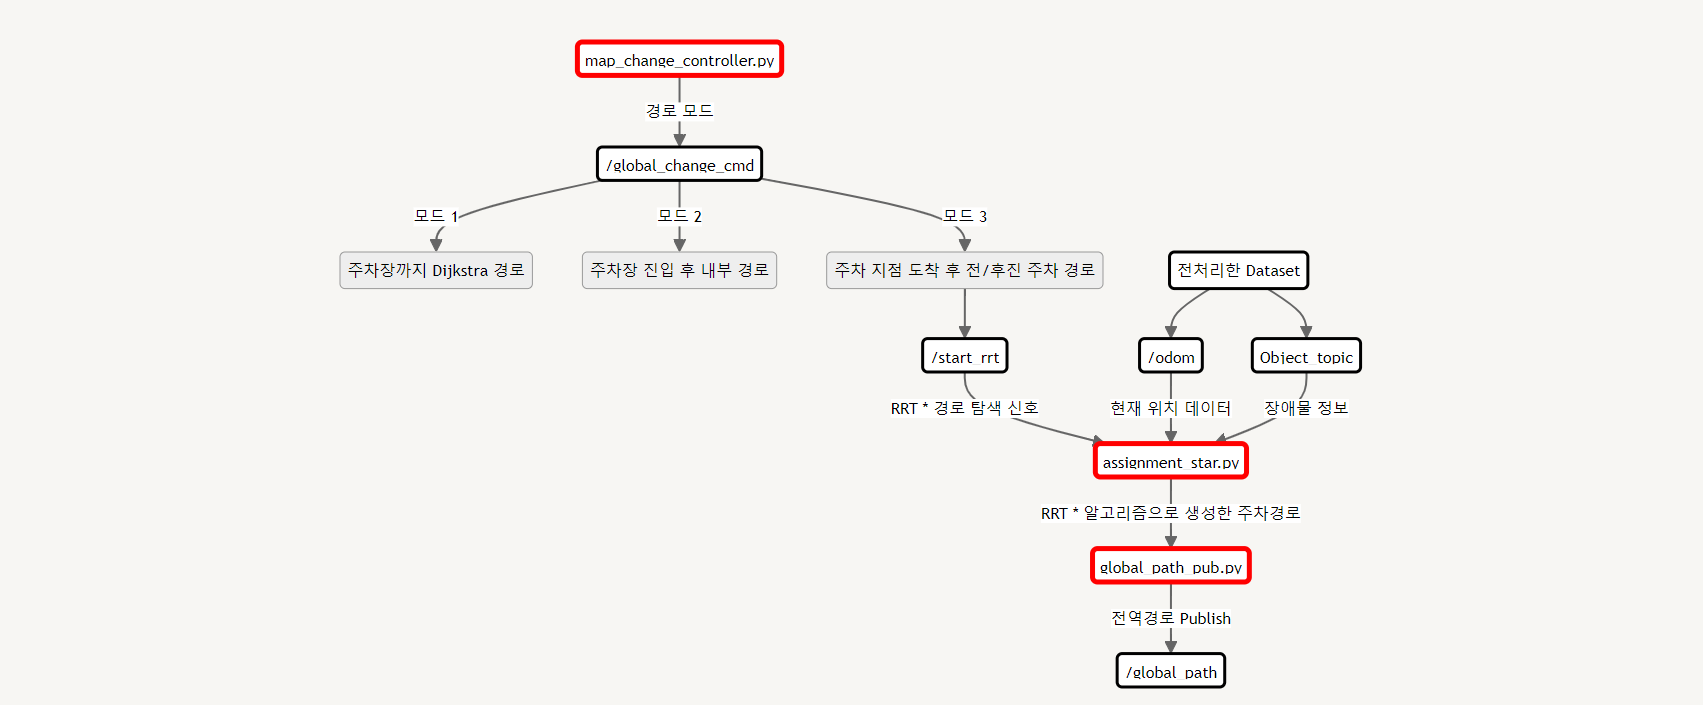 map_change_controller.py
경로 모드
/global_change_cmd
모드 1
모드 2
모드 3
주차장까지 Dijkstra 경로
주차장 진입 후 내부 경로
주차 지점 도착 후 전/후진 주차 경로
전처리한 Dataset
/start_rrt
/odom
Object_topic
RRT * 경로 탐색 신호
현재 위치 데이터
장애물 정보
assignment_star.py
RRT * 알고리즘으로 생성한 주차경로
global_path_pub.py
전역경로 Publish
/global_path